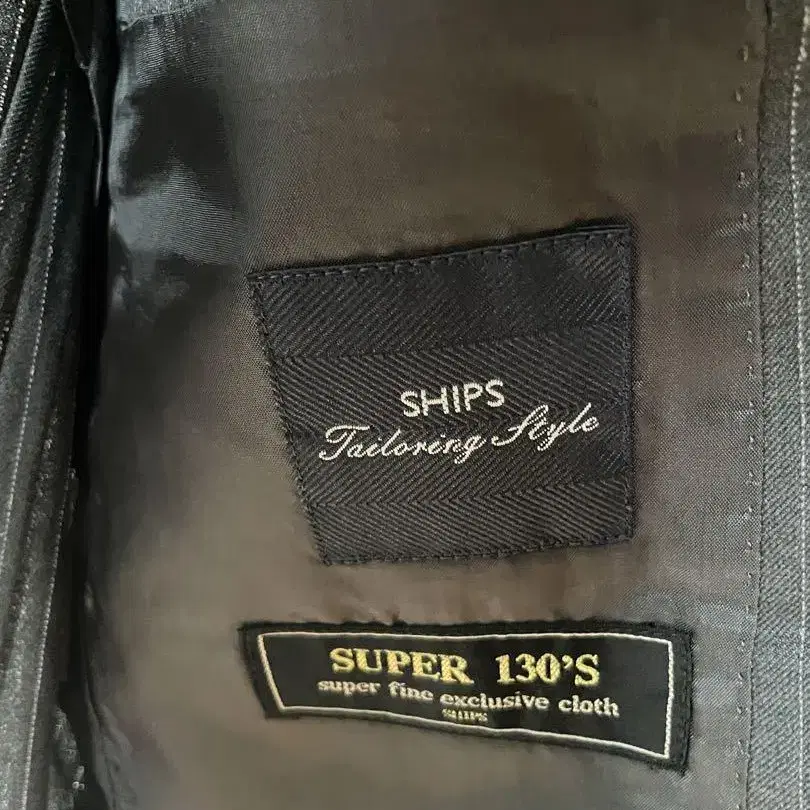 SHIPS
Tailoring Style
SUPER 130'S
super fine exclusive cloth
SHIPS